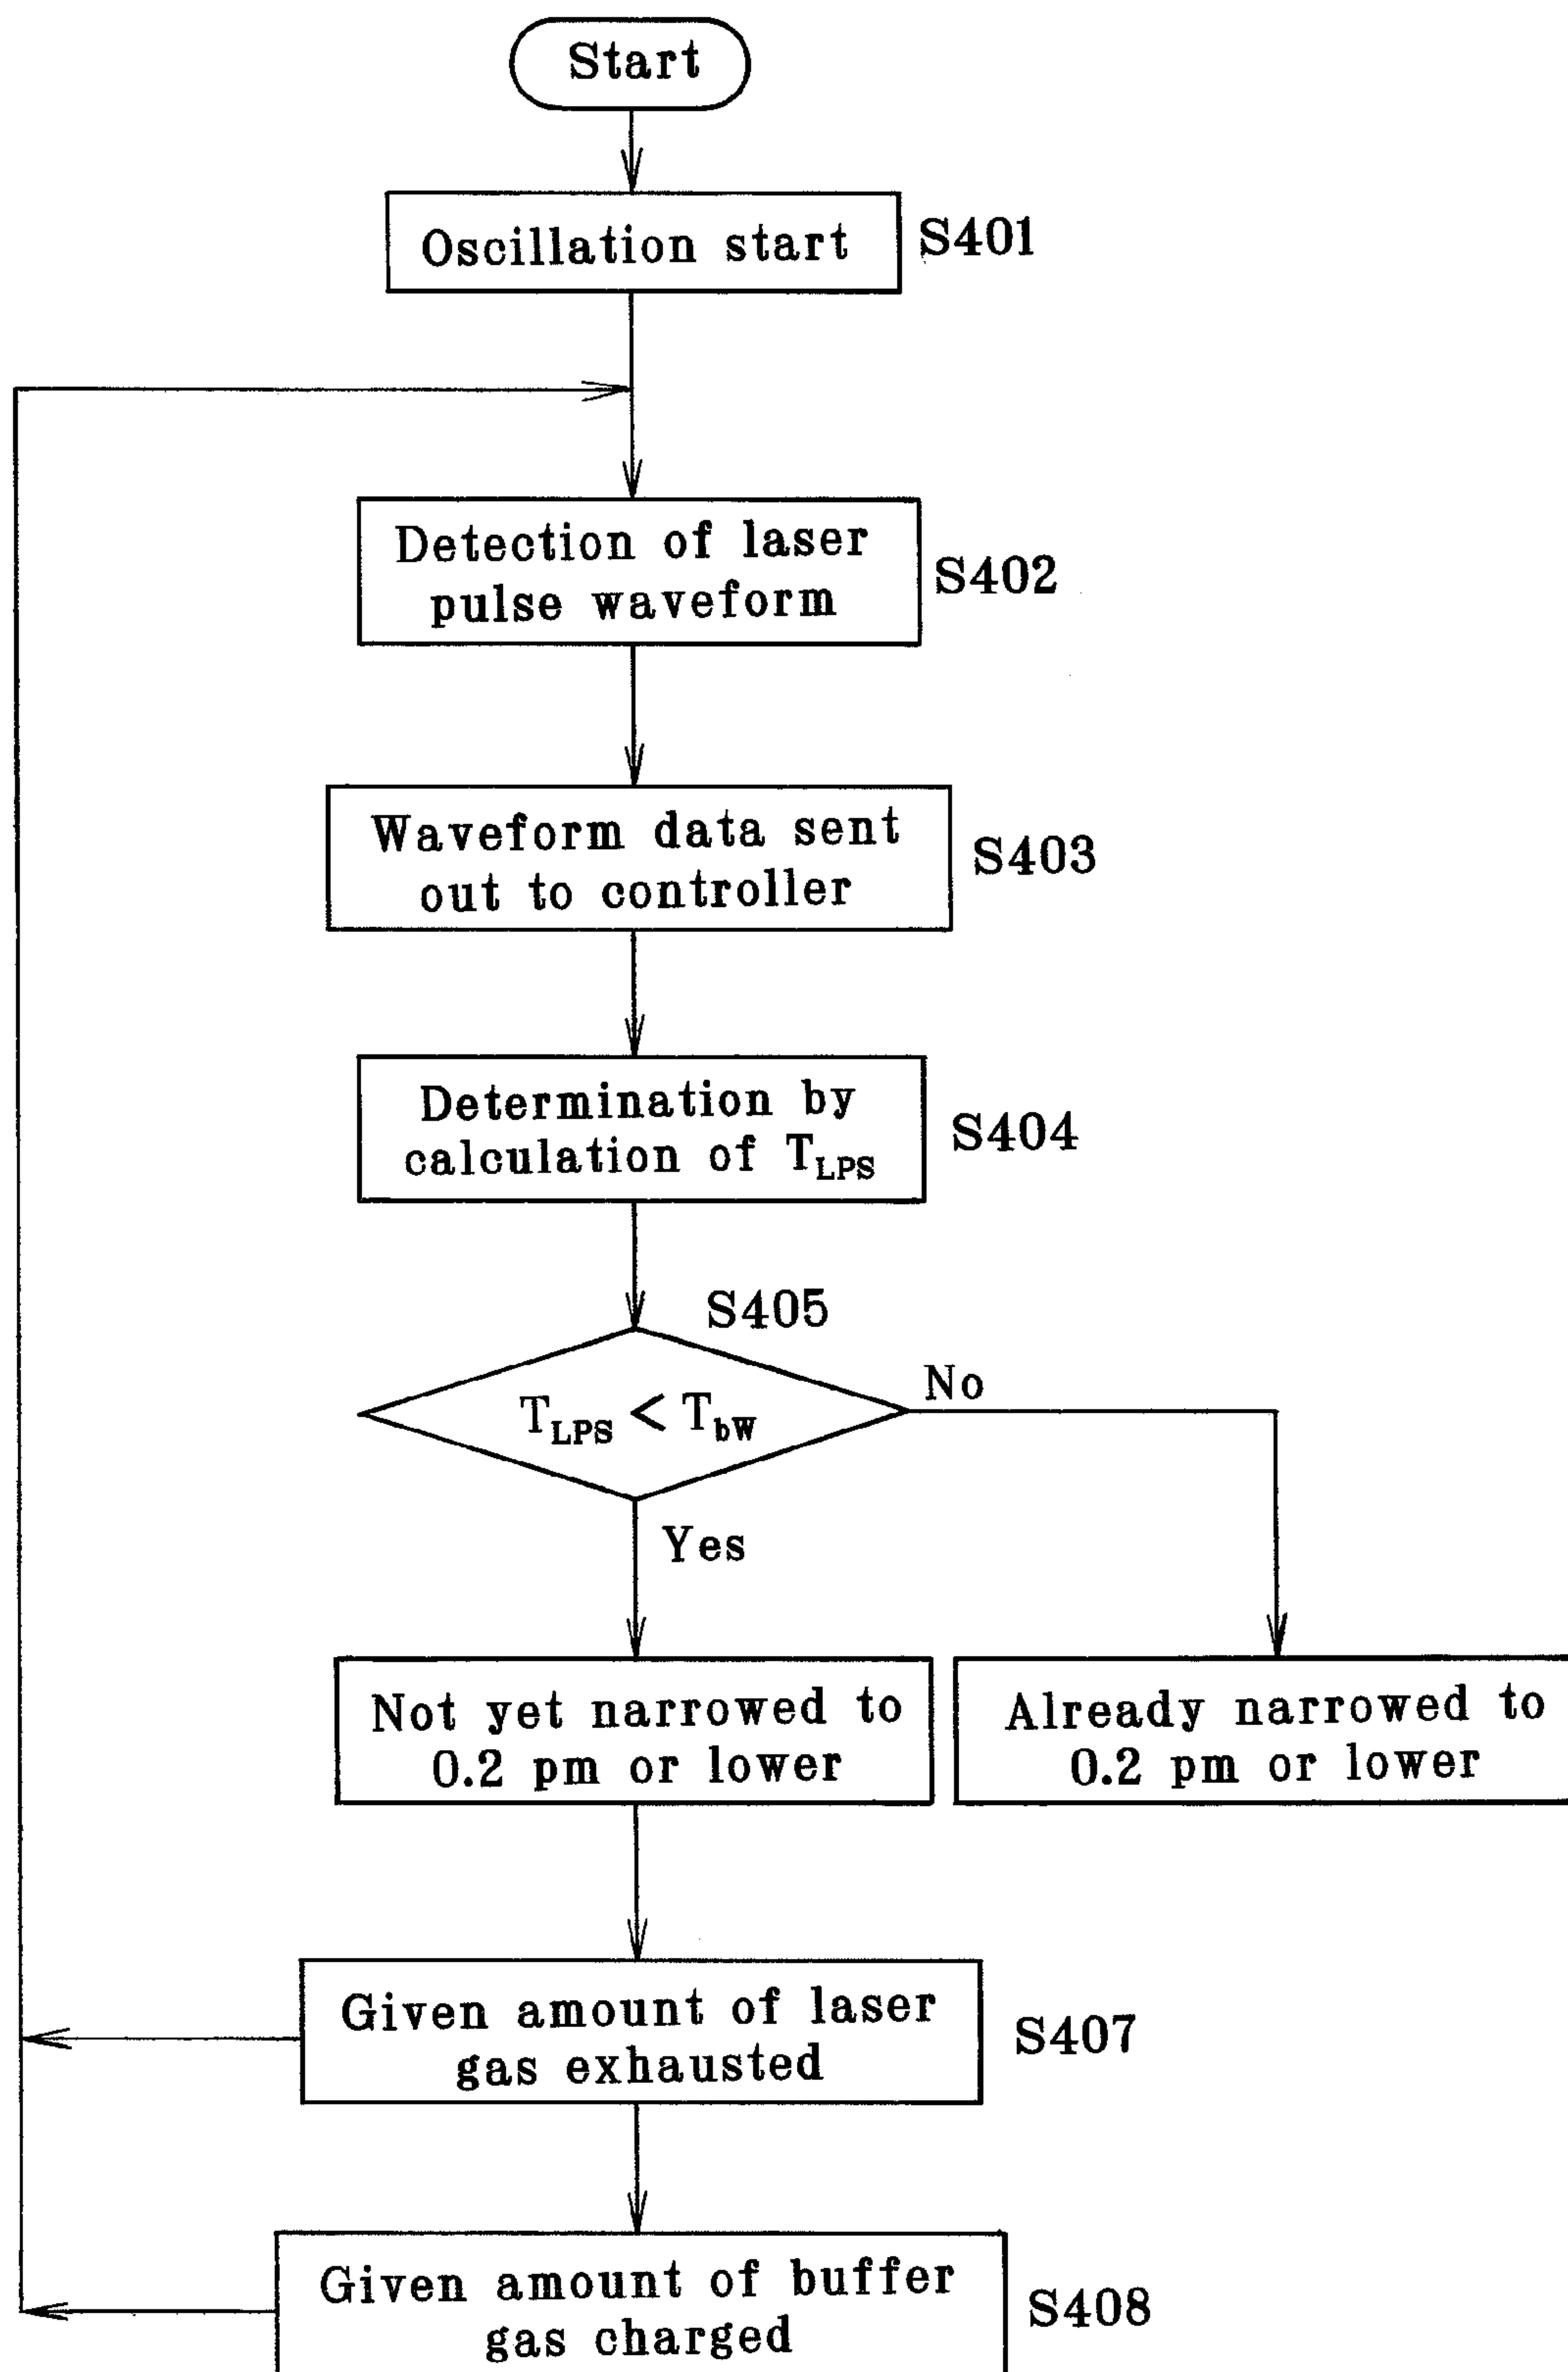 Start
Oscillation start
S401
Detection of laser
pulse waveform
S402
Waveform data sent
out to controller
S403
Determination by
calculation of TLPS
S404
S405
TLPS < TbW
No
Yes
Not yet narrowed to
0.2 pm or lower
Already narrowed to
0.2 pm or lower
Given amount of laser
gas exhausted
S407
Given amount of buffer
gas charged
S408